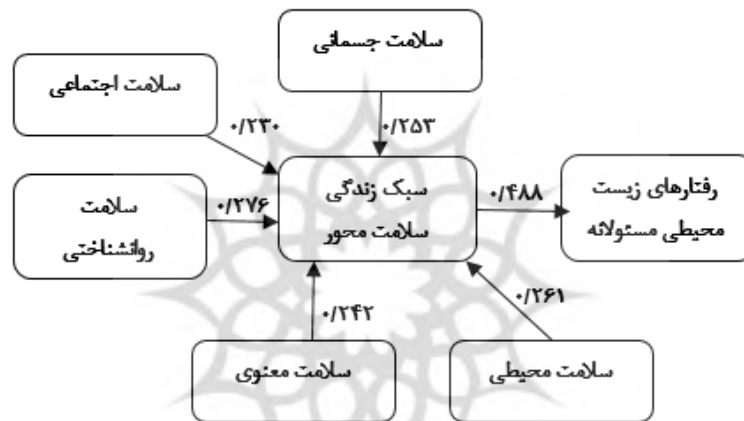 سلامت جسمانی
سلامت اجتماعی
۰/۲۳۰
۰/۲۵۳
سبک زندگی
سلامت محور
۰/۴۸۸
رفتارهای زیست
محیطی مسئولانه
سلامت
روانشناختی
۰/۲۷۶
۰/۲۴۲
۰/۲۶۱
سلامت معنوی
سلامت محیطی